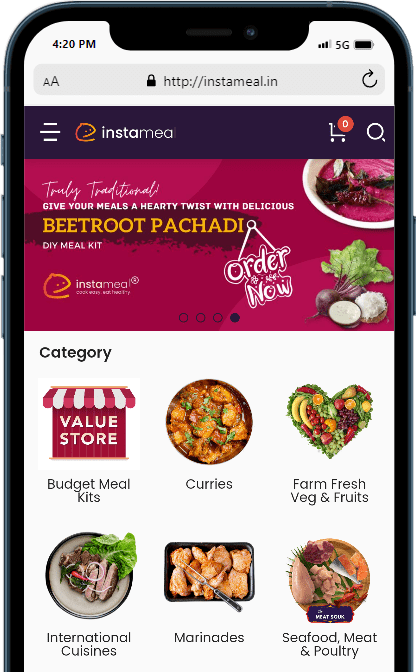 4:20 PM
5G
AA
http://instameal.in
instameal
0
Truly Traditional!
GIVE YOUR MEALS A HEARTY TWIST WITH DELICIOUS
BEETROOT PACHADI
DIY MEAL KIT
Order
Now
instameal®
cook easy, eat healthy
Category
VALUE
STORE
Budget Meal
Kits
Curries
Farm Fresh
Veg & Fruits
MEAT SOUK
International
Cuisines
Marinades
Seafood, Meat
& Poultry